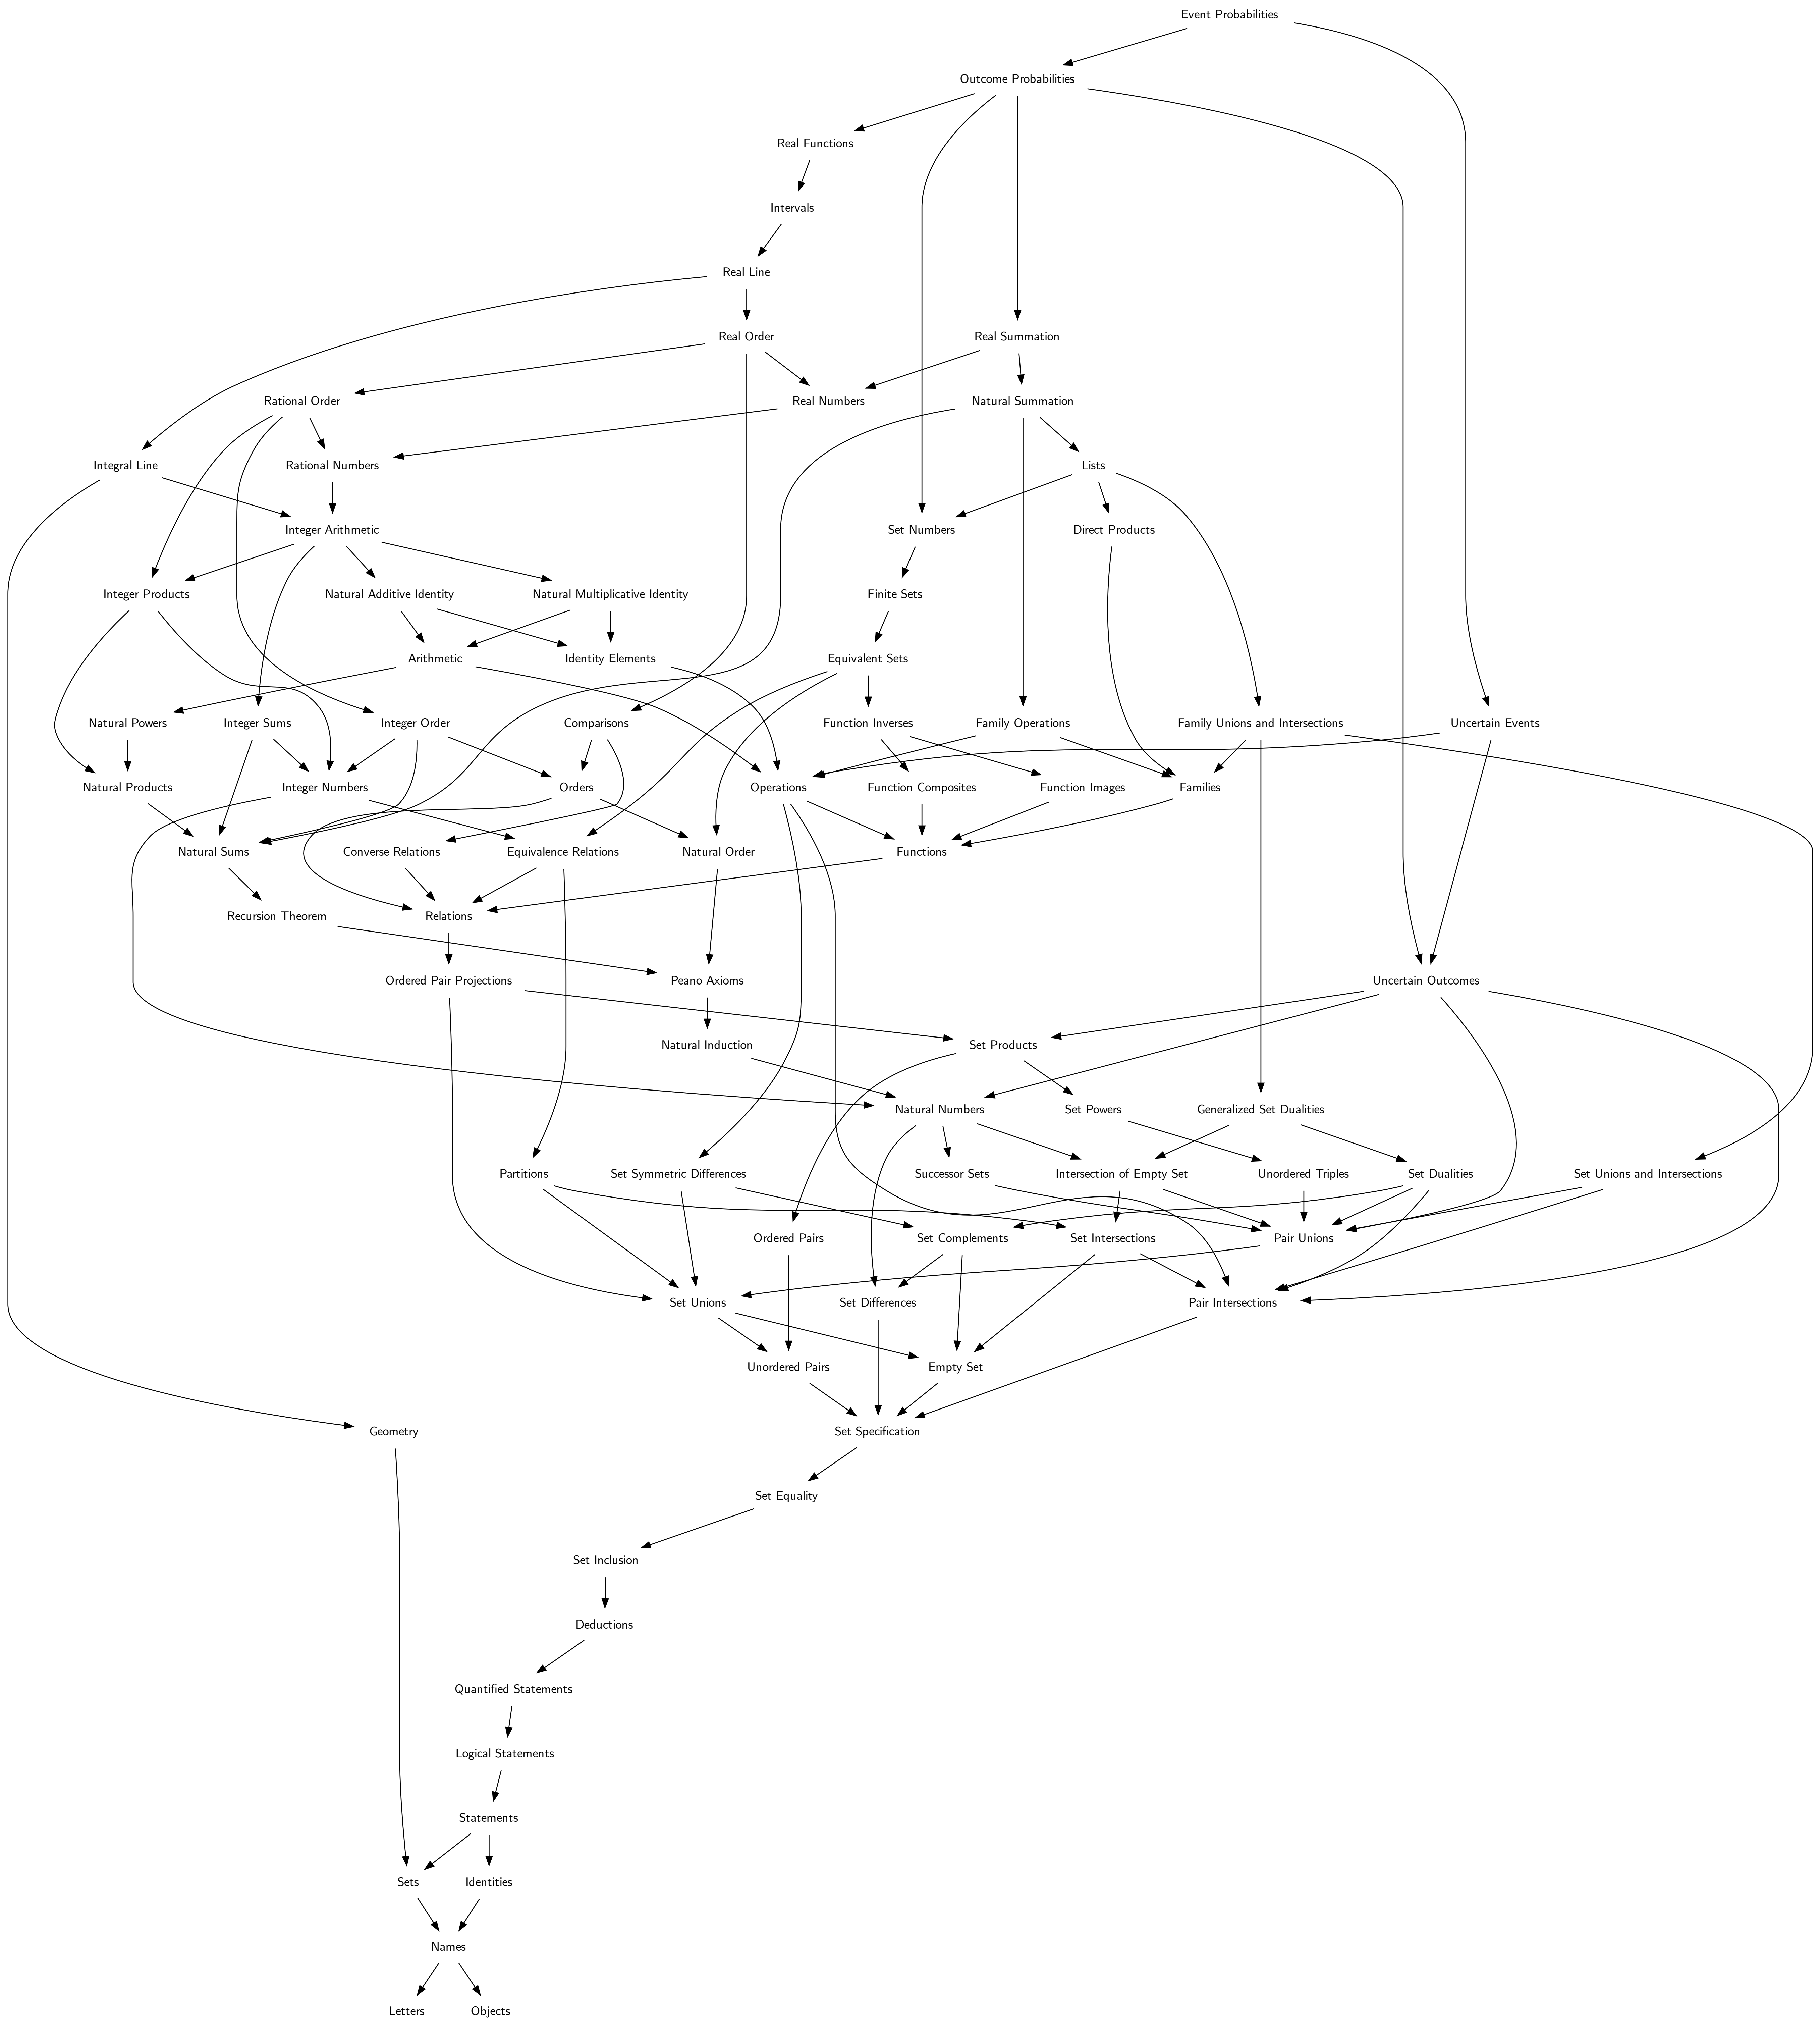 Event Probabilities
Outcome Probabilities
Real Functions
Intervals
Real Line
Real Order
Real Summation
Rational Order
Real Numbers
Natural Summation
Integral Line
Rational Numbers
Lists
Integer Arithmetic
Set Numbers
Direct Products
Integer Products
Natural Additive Identity
Natural Multiplicative Identity
Finite Sets
Arithmetic
Identity Elements
Equivalent Sets
Natural Powers
Integer Sums
Integer Order
Comparisons
Function Inverses
Family Operations
Family Unions and Intersections
Uncertain Events
Natural Products
Integer Numbers
Orders
Operations
Function Composites
Function Images
Families
Natural Sums
Converse Relations
Equivalence Relations
Natural Order
Functions
Recursion Theorem
Relations
Ordered Pair Projections
Peano Axioms
Uncertain Outcomes
Natural Induction
Set Products
Natural Numbers
Set Powers
Generalized Set Dualities
Partitions
Set Symmetric Differences
Successor Sets
Intersection of Empty Set
Unordered Triples
Set Dualities
Set Unions and Intersections
Ordered Pairs
Set Complements
Set Intersections
Pair Unions
Set Unions
Set Differences
Pair Intersections
Unordered Pairs
Empty Set
Geometry
Set Specification
Set Equality
Set Inclusion
Deductions
Quantified Statements
Logical Statements
Statements
Sets
Identities
Names
Letters
Objects